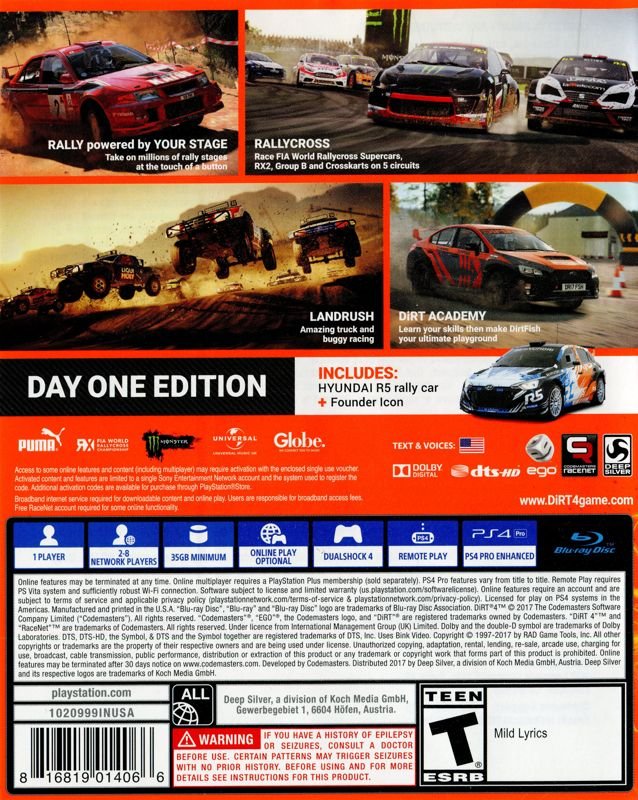 RALLY powered by YOUR STAGE
Take on millions of rally stages
at the touch of a button
RALLYCROSS
Race FIA World Rallycross Supercars,
RX2, Group B and Crosskarts on 5 circuits
LANDRUSH
Amazing truck and
buggy racing
DiRT ACADEMY
Learn your skills then make DirtFish
your ultimate playground
DAY ONE EDITION
INCLUDES:
HYUNDAI R5 rally car
+ Founder Icon
R5
PUMA
RX FIA WORLD RALLYCROSS CHAMPIONSHIP
MONSTER
UNIVERSAL
UNIVERSAL MUSIC UK
Globe.
TEXT & VOICES:
DOLBY DIGITAL
dts-HD
ego
CODEMASTERS RACENET
DEEP SILVER
Access to some online features and content (including multiplayer) may require activation with the enclosed single use voucher.
Activated content and features are limited to a single Sony Entertainment Network account and the system used to register the
code. Additional activation codes are available for purchase through PlayStation®Store.
Broadband internet service required for downloadable content and online play. Users are responsible for broadband access fees.
Free RaceNet account required for some online functionality.
www.DiRT4game.com
1 PLAYER
2-8 NETWORK PLAYERS
35GB MINIMUM
ONLINE PLAY OPTIONAL
DUALSHOCK 4
PS4
REMOTE PLAY
PS4 Pro
PS4 PRO ENHANCED
Blu-ray Disc™
Online features may be terminated at any time. Online multiplayer requires a PlayStation Plus membership (sold separately). PS4 Pro features vary from title to title. Remote Play requires
PS Vita system and sufficiently robust Wi-Fi connection. Software subject to license and limited warranty (us.playstation.com/softwarelicense). Online features require an account and are
subject to terms of service and applicable privacy policy (playstationnetwork.com/terms-of-service & playstationnetwork.com/privacy-policy). Licensed for play on PS4 systems in the
Americas. Manufactured and printed in the U.S.A. "Blu-ray Disc", "Blu-ray" and "Blu-ray Disc" logo are trademarks of Blu-ray Disc Association. DiRT®4™ © 2017 The Codemasters Software
Company Limited ("Codemasters"). All rights reserved. "Codemasters"®, "EGO"®, the Codemasters logo, and "DiRT"® are registered trademarks owned by Codemasters. "DiRT 4"™ and
"RaceNet"™ are trademarks of Codemasters. All rights reserved. Under licence from International Management Group (UK) Limited. Dolby and the double-D symbol are trademarks of Dolby
Laboratories. DTS, DTS-HD, the Symbol, & DTS and the Symbol together are registered trademarks of DTS, Inc. Uses Bink Video. Copyright © 1997-2017 by RAD Game Tools, Inc. All other
copyrights or trademarks are the property of their respective owners and are being used under license. Unauthorized copying, adaptation, rental, lending, re-sale, arcade use, charging for
use, broadcast, cable transmission, public performance, distribution or extraction of this product or any trademark or copyright work that forms part of this product is prohibited. Online
features may be terminated after 30 days notice on www.codemasters.com. Developed by Codemasters. Distributed 2017 by Deep Silver, a division of Koch Media GmbH, Austria. Deep Silver
and its respective logos are trademarks of Koch Media GmbH.
playstation.com
1020999INUSA
8 16819 01406 6
ALL
Deep Silver, a division of Koch Media GmbH,
Gewerbegebiet 1, 6604 Höfen, Austria.
WARNING IF YOU HAVE A HISTORY OF EPILEPSY
OR SEIZURES, CONSULT A DOCTOR
BEFORE USE. CERTAIN PATTERNS MAY TRIGGER SEIZURES
WITH NO PRIOR HISTORY. BEFORE USING AND FOR MORE
DETAILS SEE INSTRUCTIONS FOR THIS PRODUCT.
TEEN
T
ESRB
Mild Lyrics